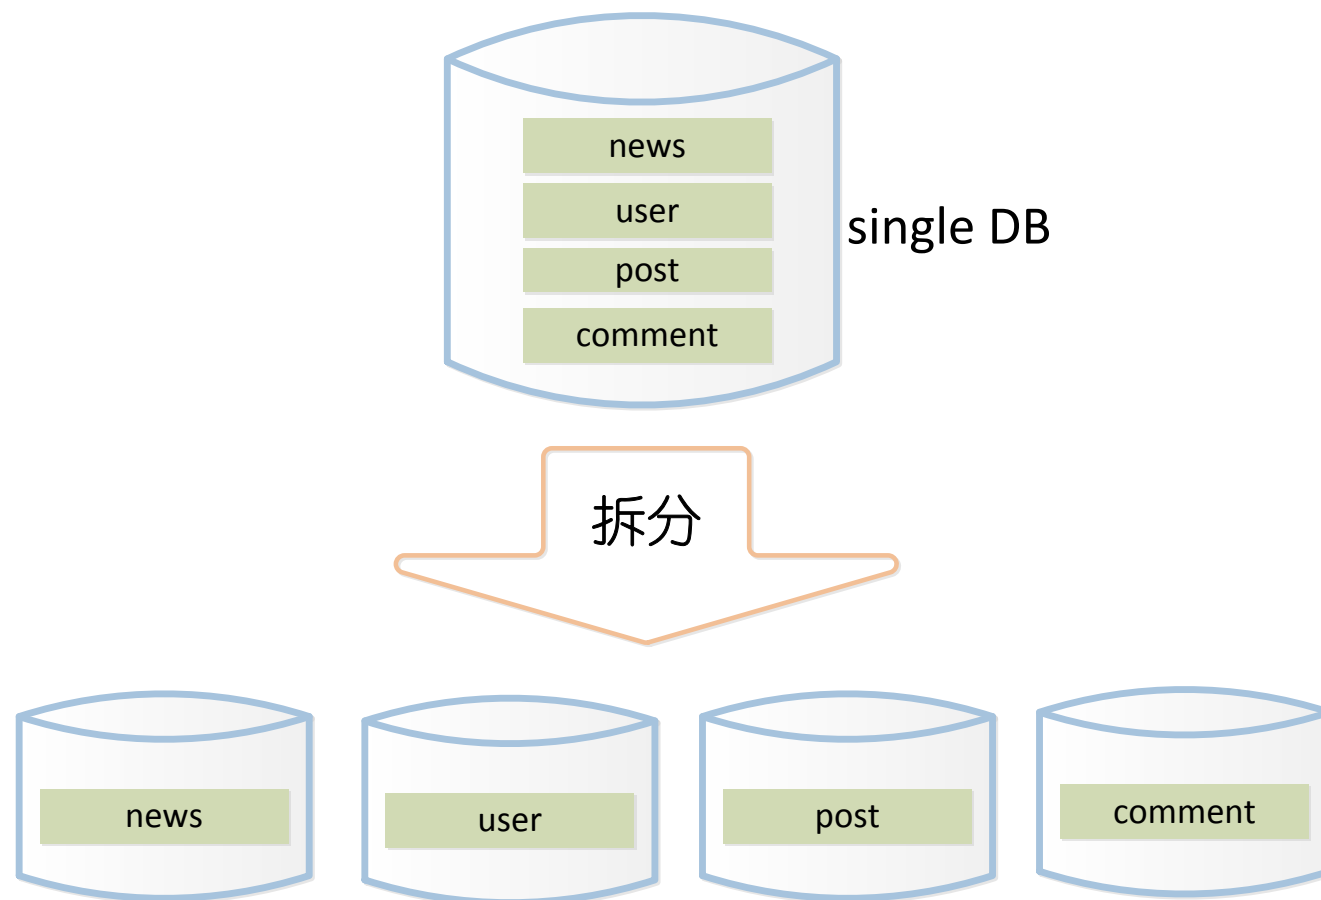 news
user
single DB
post
comment
拆分
news
user
post
comment